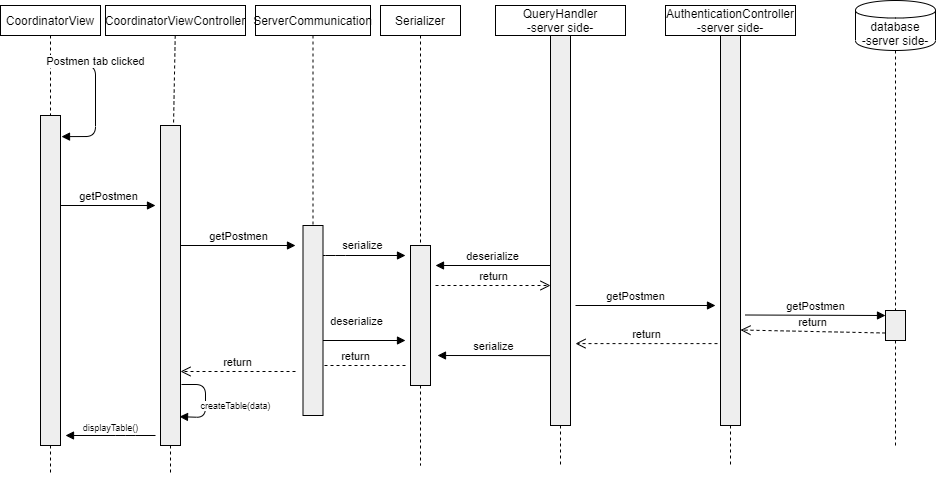 CoordinatorView
CoordinatorViewController
ServerCommunication
Serializer
QueryHandler
-server side-
AuthenticationController
-server side-
database
-server side-
Postmen tab clicked
getPostmen
getPostmen
serialize
deserialize
return
getPostmen
getPostmen
return
deserialize
return
serialize
return
return
createTable(data)
displayTable()